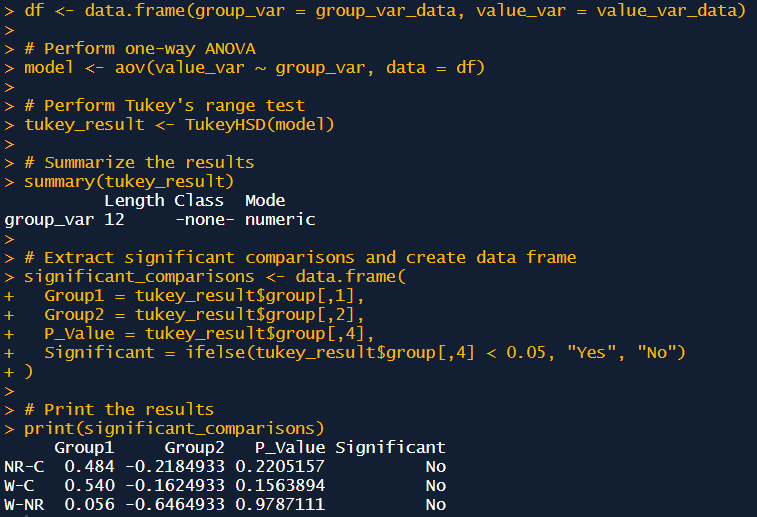 > df <- data.frame(group_var = group_var_data, value_var = value_var_data)
>
> # Perform one-way ANOVA
> model <- aov(value_var ~ group_var, data = df)
>
> # Perform Tukey's range test
> tukey_result <- TukeyHSD(model)
>
> # Summarize the results
> summary(tukey_result)
          Length Class  Mode
group_var 12     -none- numeric
>
> # Extract significant comparisons and create data frame
> significant_comparisons <- data.frame(
+   Group1 = tukey_result$group[,1],
+   Group2 = tukey_result$group[,2],
+   P_Value = tukey_result$group[,4],
+   Significant = ifelse(tukey_result$group[,4] < 0.05, "Yes", "No")
+ )
>
> # Print the results
> print(significant_comparisons)
     Group1     Group2   P_Value Significant
NR-C  0.484 -0.2184933 0.2205157          No
W-C   0.540 -0.1624933 0.1563894          No
W-NR  0.056 -0.6464933 0.9787111          No